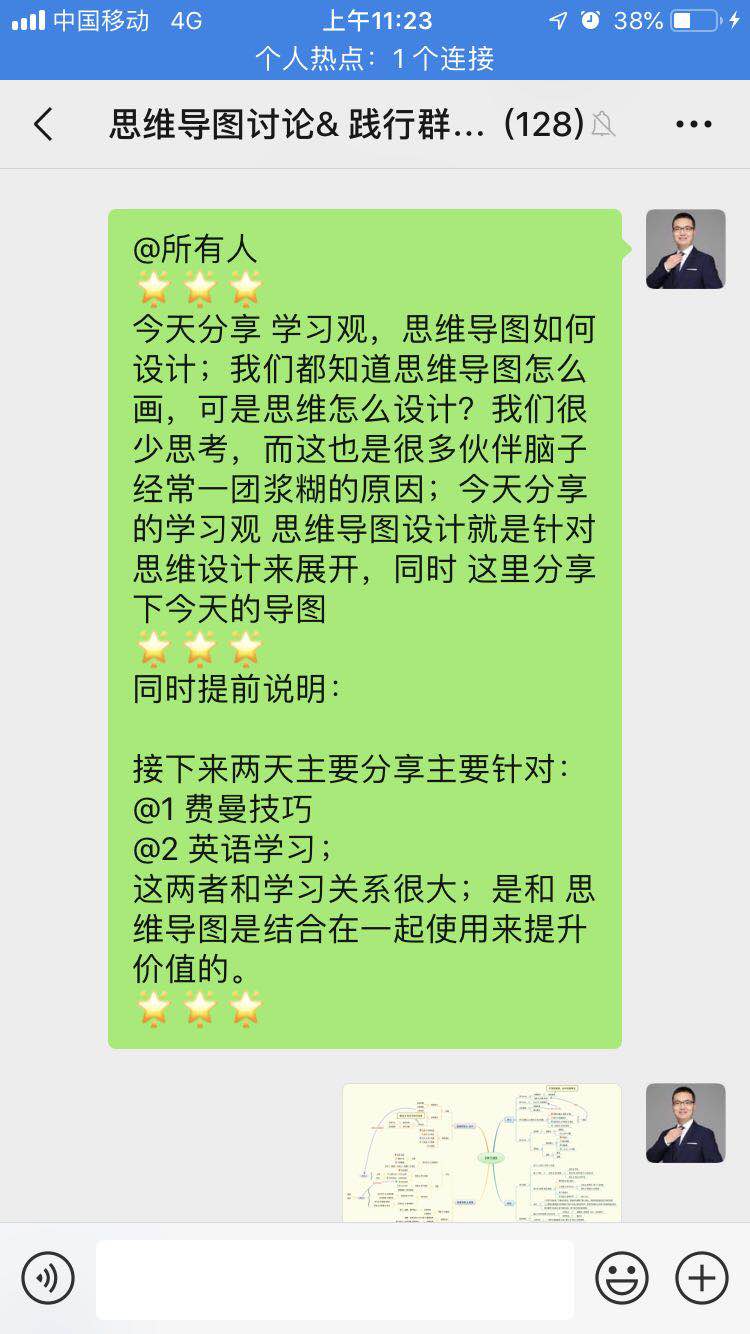 中国移动 4G 上午11:23 38%
个人热点：1 个连接
思维导图讨论& 践行群... (128)
@所有人
今天分享 学习观，思维导图如何
设计；我们都知道思维导图怎么
画，可是思维怎么设计？我们很
少思考，而这也是很多伙伴脑子
经常一团浆糊的原因；今天分享
的学习观 思维导图设计就是针对
思维设计来展开，同时 这里分享
下今天的导图
同时提前说明：
接下来两天主要分享主要针对：
@1 费曼技巧
@2 英语学习；
这两者和学习关系很大；是和 思
维导图是结合在一起使用来提升
价值的。